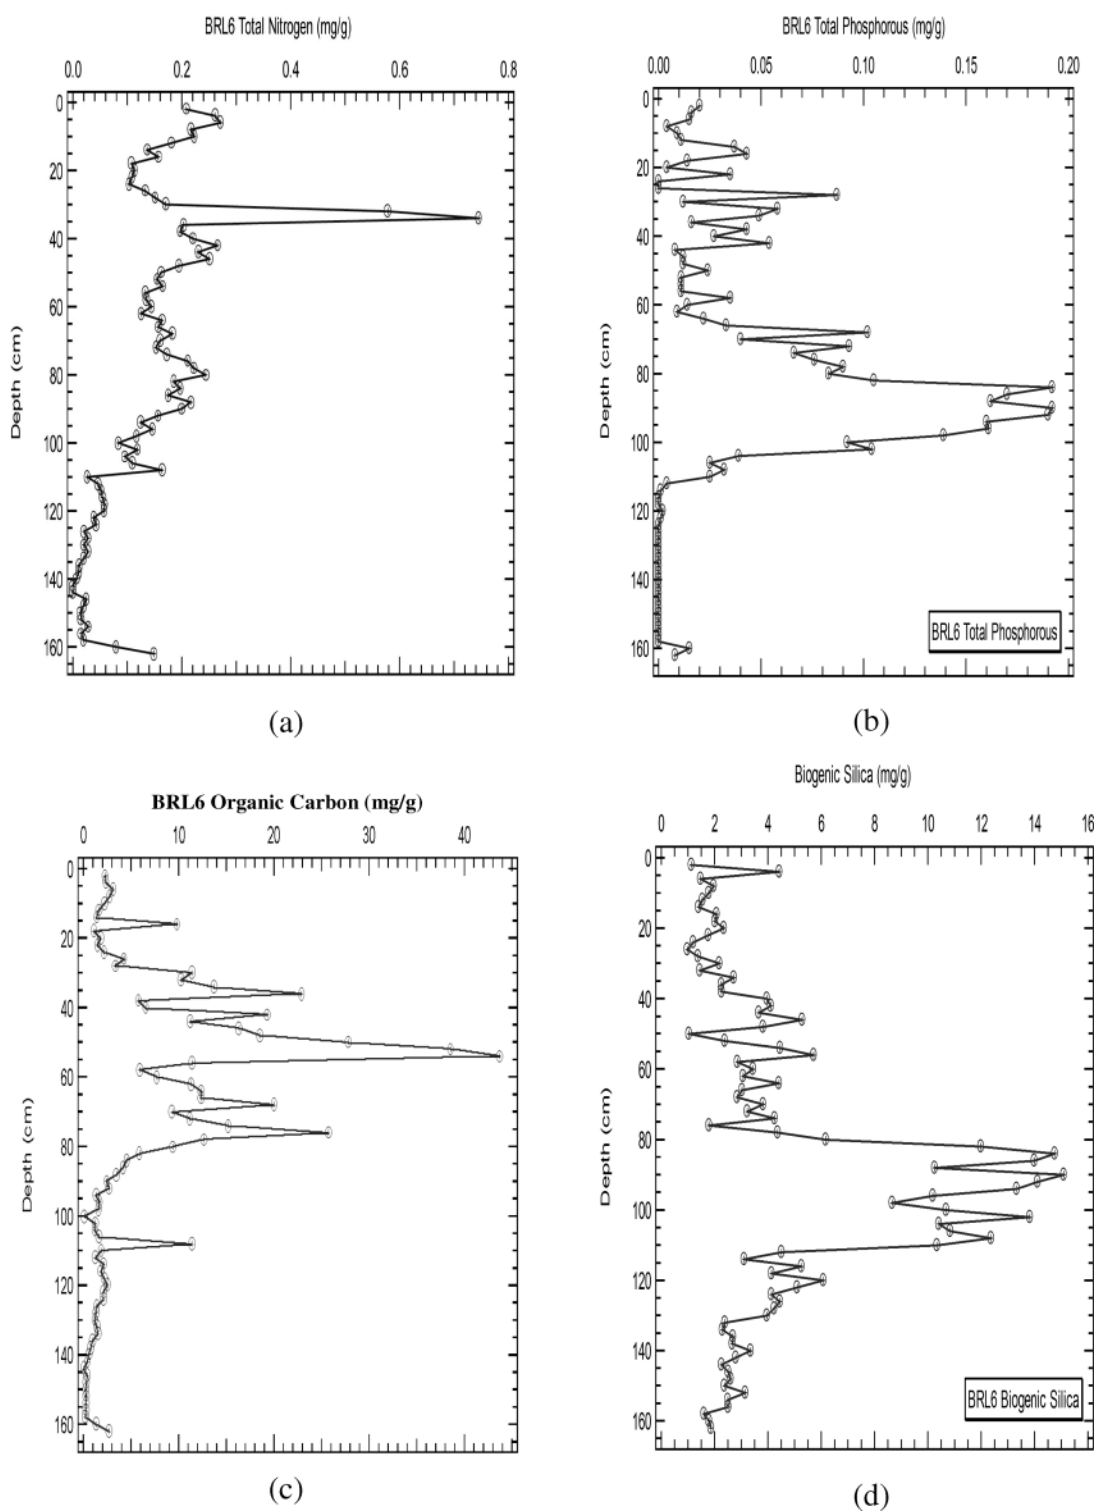 BRL6 Total Nitrogen (mg/g)
0.0 0.2 0.4 0.6 0.8
0
20
40
60
80
100
120
140
160
Depth (cm)
(a)
BRL6 Total Phosphorous (mg/g)
0.00 0.05 0.10 0.15 0.20
0
20
40
60
80
100
120
140
160
Depth (cm)
BRL6 Total Phosphorous
(b)
BRL6 Organic Carbon (mg/g)
0 10 20 30 40
0
20
40
60
80
100
120
140
160
Depth (cm)
(c)
Biogenic Silica (mg/g)
0 2 4 6 8 10 12 14 16
0
20
40
60
80
100
120
140
160
Depth (cm)
BRL6 Biogenic Silica
(d)